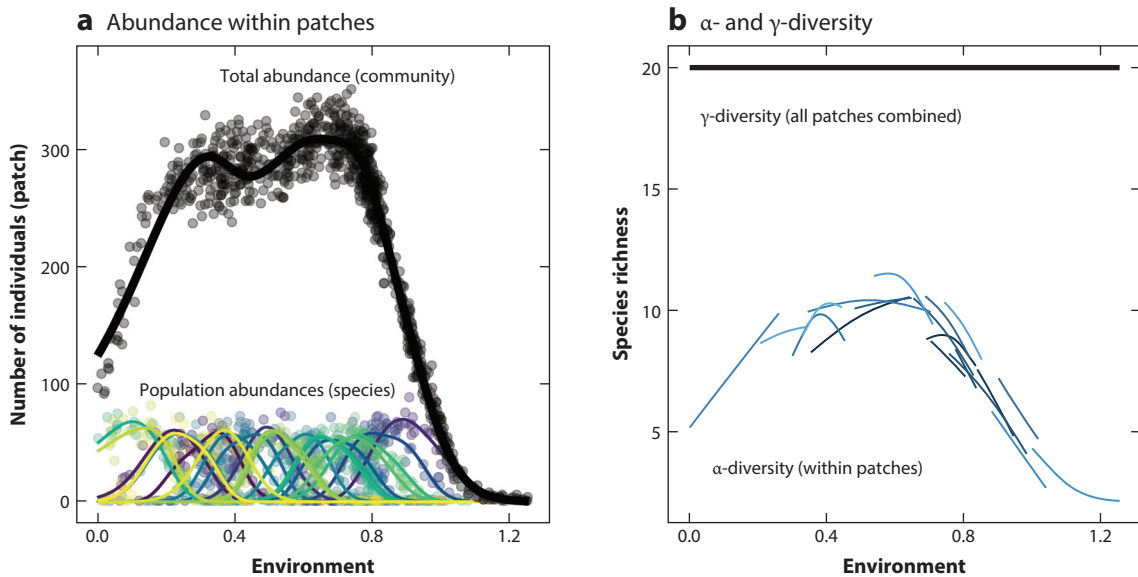 a Abundance within patches
Total abundance (community)
Population abundances (species)
Number of individuals (patch)
300
200
100
0
0.0 0.4 0.8 1.2
Environment
b α- and γ-diversity
γ-diversity (all patches combined)
α-diversity (within patches)
Species richness
20
15
10
5
0.0 0.4 0.8 1.2
Environment